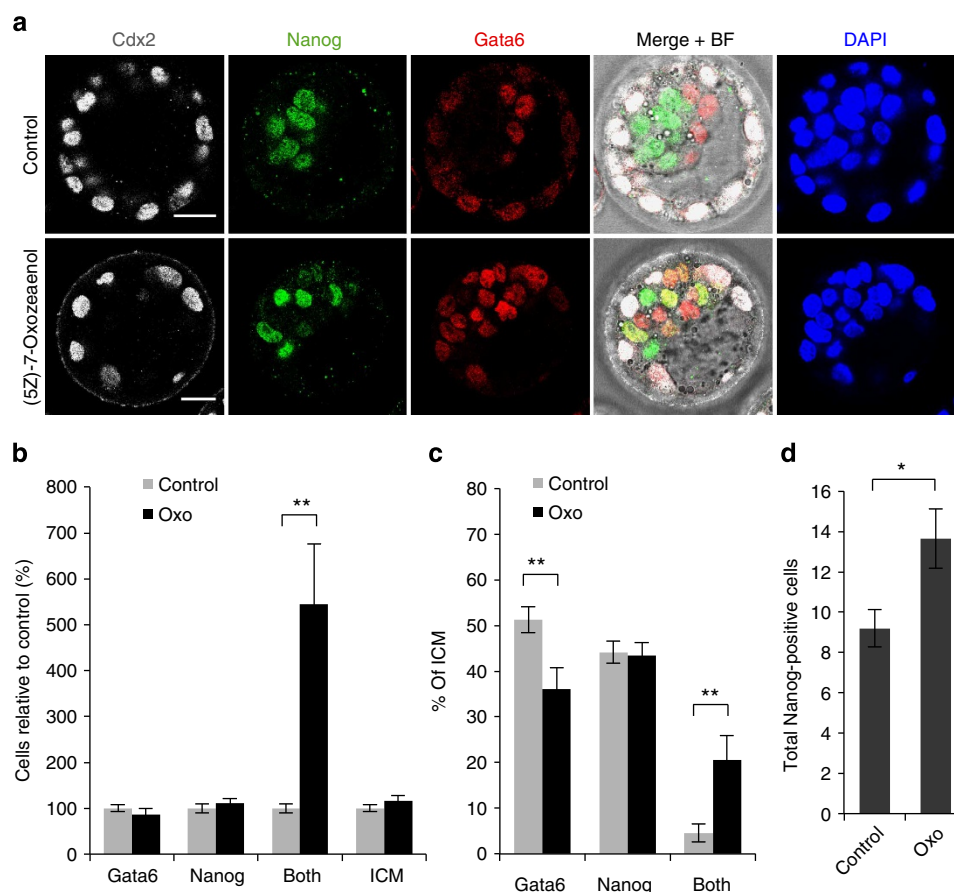 a
Cdx2 Nanog Gata6 Merge + BF DAPI
Control
(5Z)-7-Oxozeaenol
b
Cells relative to control (%)
800
700
600
500
400
300
200
100
0
Control
Oxo
**
Gata6 Nanog Both ICM
c
% Of ICM
80
70
60
50
40
30
20
10
0
Control
Oxo
**
**
Gata6 Nanog Both
d
Total Nanog-positive cells
16
14
12
10
8
6
4
2
0
*
Control Oxo